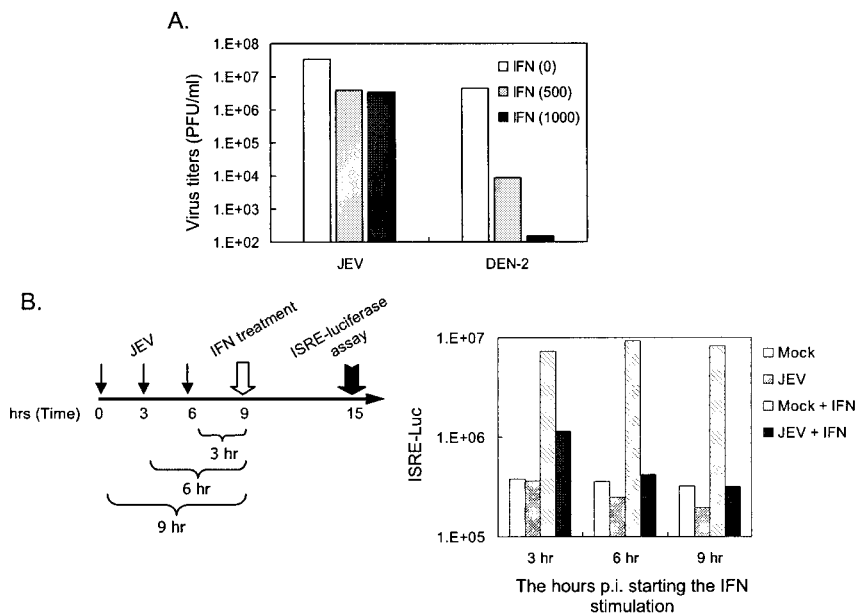 A.
Virus titers (PFU/ml)
1.E+08
1.E+07
1.E+06
1.E+05
1.E+04
1.E+03
1.E+02
IFN (0)
IFN (500)
IFN (1000)
JEV
DEN-2
B.
JEV
IFN treatment
ISRE-luciferase
assay
hrs (Time)
0
3
6
9
15
3 hr
6 hr
9 hr
ISRE-Luc
1.E+07
1.E+06
1.E+05
Mock
JEV
Mock + IFN
JEV + IFN
3 hr
6 hr
9 hr
The hours p.i. starting the IFN
stimulation